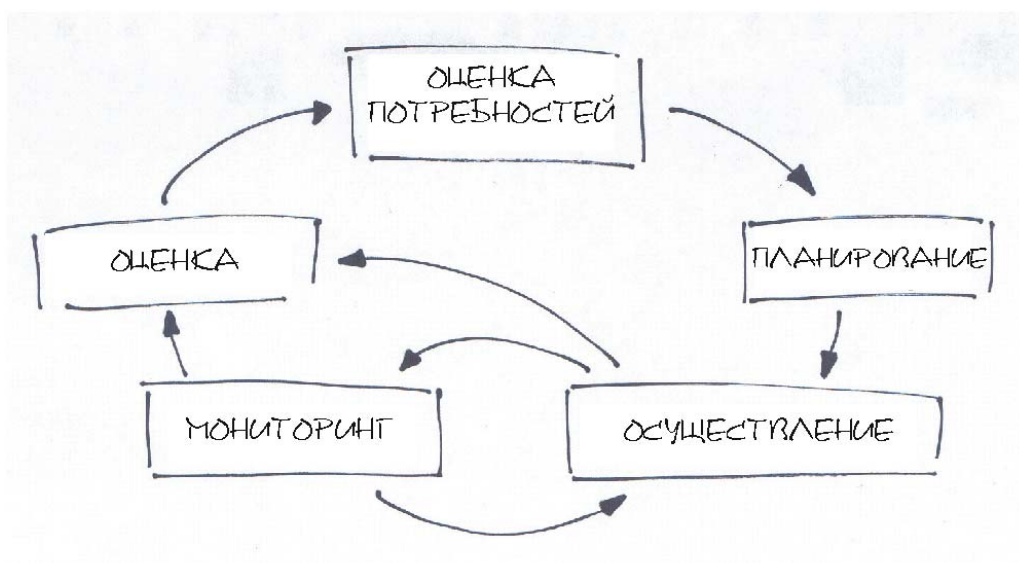 ОЦЕНКА
ПОТРЕБНОСТЕЙ
ОЦЕНКА
ПЛАНИРОВАНИЕ
МОНИТОРИНГ
ОСУЩЕСТВЛЕНИЕ